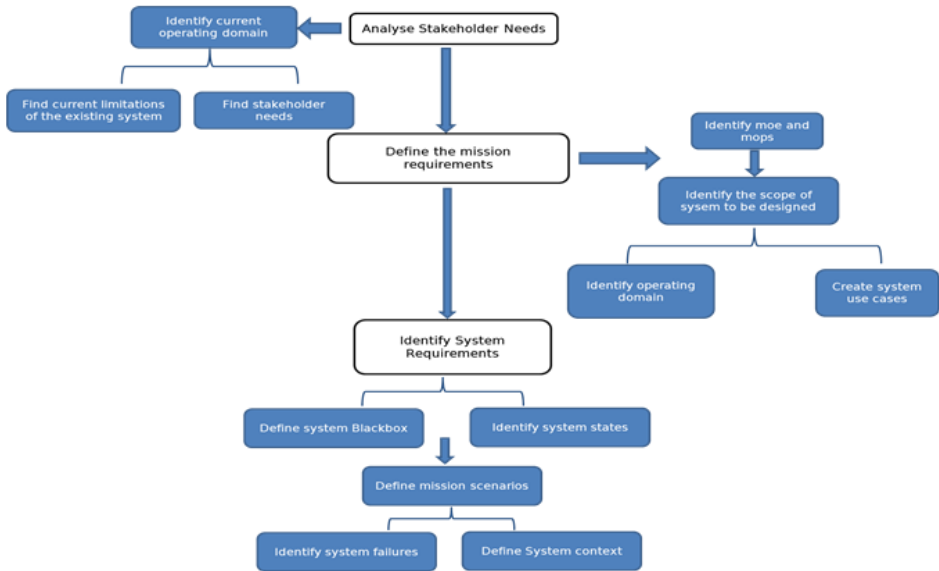 Identify current
operating domain
Analyse Stakeholder Needs
Find current limitations
of the existing system
Find stakeholder
needs
Define the mission
requirements
Identify moe and
mops
Identify the scope of
sysem to be designed
Identify operating
domain
Create system
use cases
Identify System
Requirements
Define system Blackbox
Identify system states
Define mission scenarios
Identify system failures
Define System context